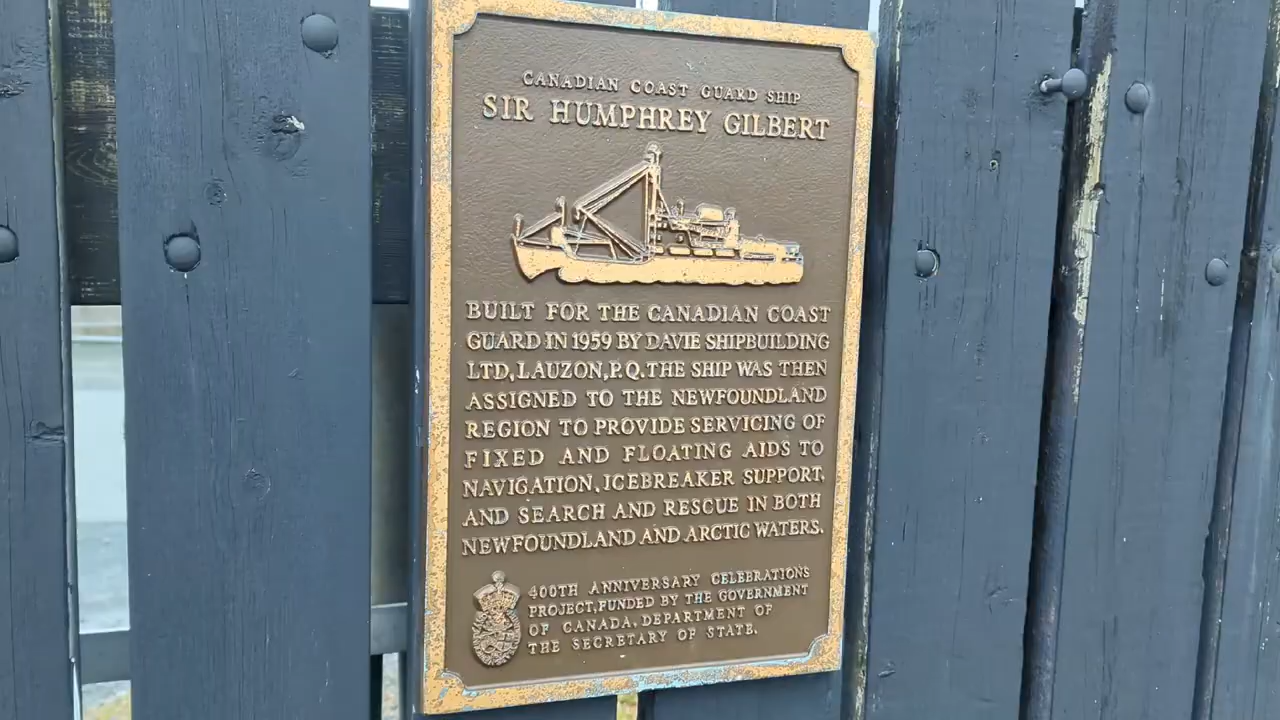 CANADIAN COAST GUARD SHIP
SIR HUMPHREY GILBERT
BUILT FOR THE CANADIAN COAST
GUARD IN 1959 BY DAVIE SHIPBUILDING
LTD, LAUZON, P.Q. THE SHIP WAS THEN
ASSIGNED TO THE NEWFOUNDLAND
REGION TO PROVIDE SERVICING OF
FIXED AND FLOATING AIDS TO
NAVIGATION, ICEBREAKER SUPPORT,
AND SEARCH AND RESCUE IN BOTH
NEWFOUNDLAND AND ARCTIC WATERS.
400TH ANNIVERSARY CELEBRATIONS
PROJECT, FUNDED BY THE GOVERNMENT
OF CANADA, DEPARTMENT OF
THE SECRETARY OF STATE.